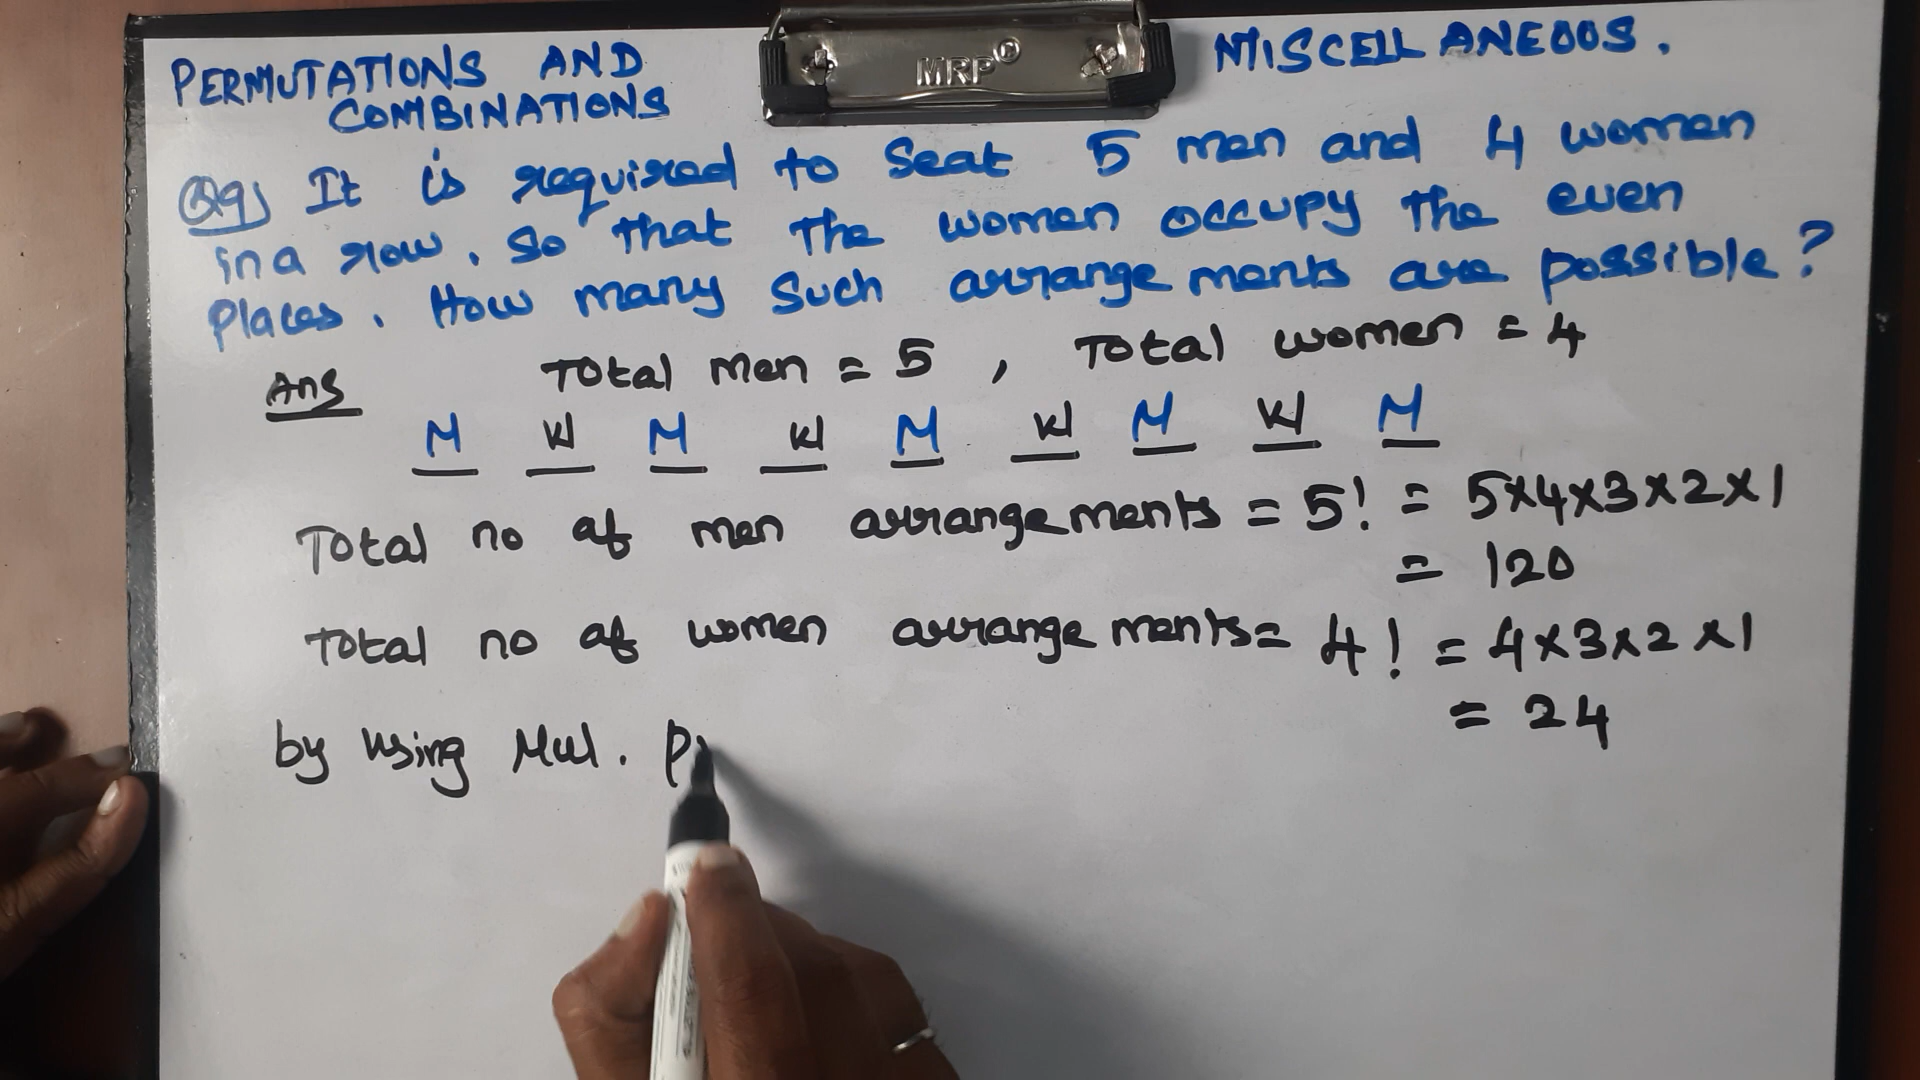 PERMUTATIONS AND
COMBINATIONS
MRP®
MISCELLANEOUS.
Q9) It is required to seat 5 men and 4 women
in a row, so that the women occupy the even
places. How many such arrangements are possible?
Ans Total men = 5, Total women = 4
M W M W M W M W M
Total no of men arrangements = 5! = 5×4×3×2×1
= 120
Total no of women arrangements = 4! = 4×3×2×1
= 24
by using Mul. Pr